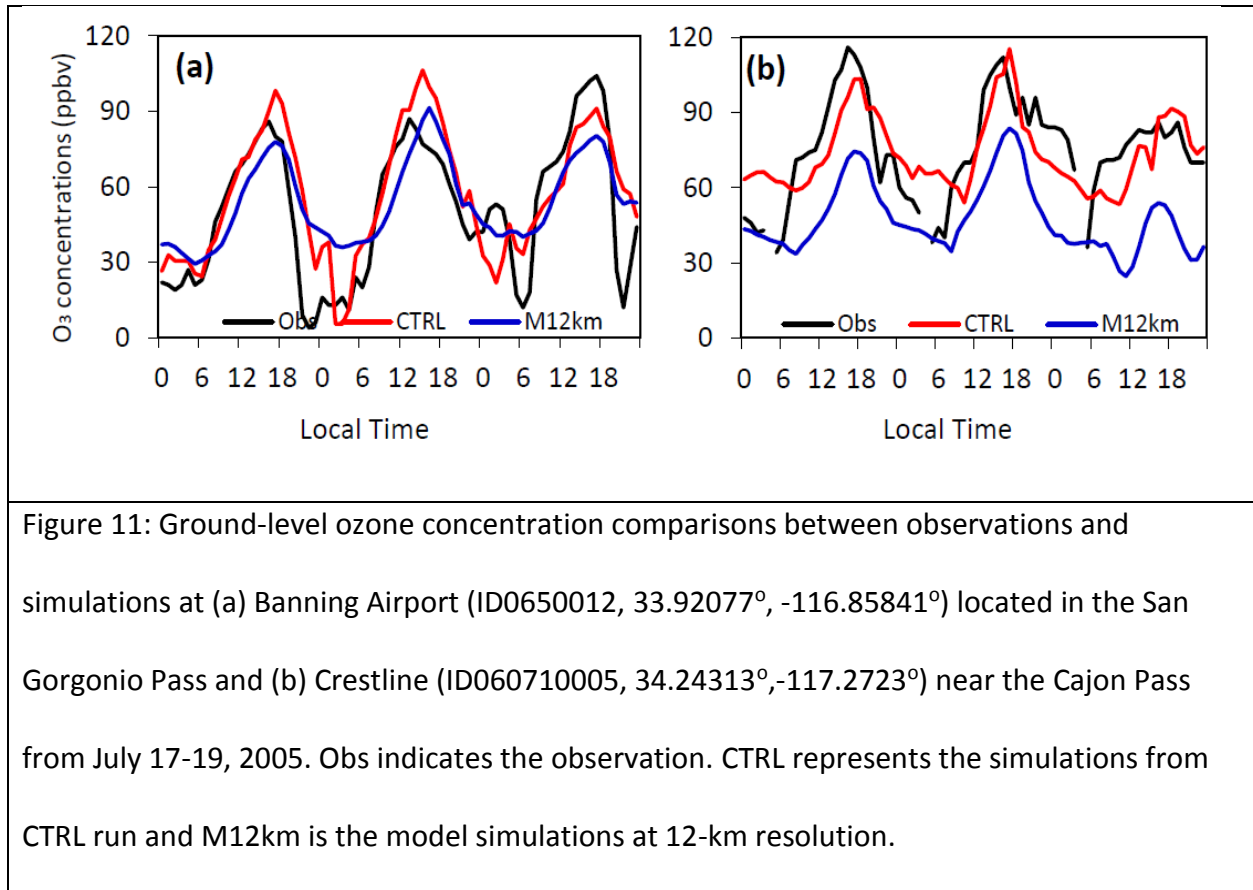 120
(a)
90
60
30
0
O₃ concentrations (ppbv)
Obs CTRL M12km
0 6 12 18 0 6 12 18 0 6 12 18
Local Time
120
(b)
90
60
30
0
Obs CTRL M12km
0 6 12 18 0 6 12 18 0 6 12 18
Local Time
Figure 11: Ground-level ozone concentration comparisons between observations and
simulations at (a) Banning Airport (ID0650012, 33.92077º, -116.85841º) located in the San
Gorgonio Pass and (b) Crestline (ID060710005, 34.24313º,-117.2723º) near the Cajon Pass
from July 17-19, 2005. Obs indicates the observation. CTRL represents the simulations from
CTRL run and M12km is the model simulations at 12-km resolution.